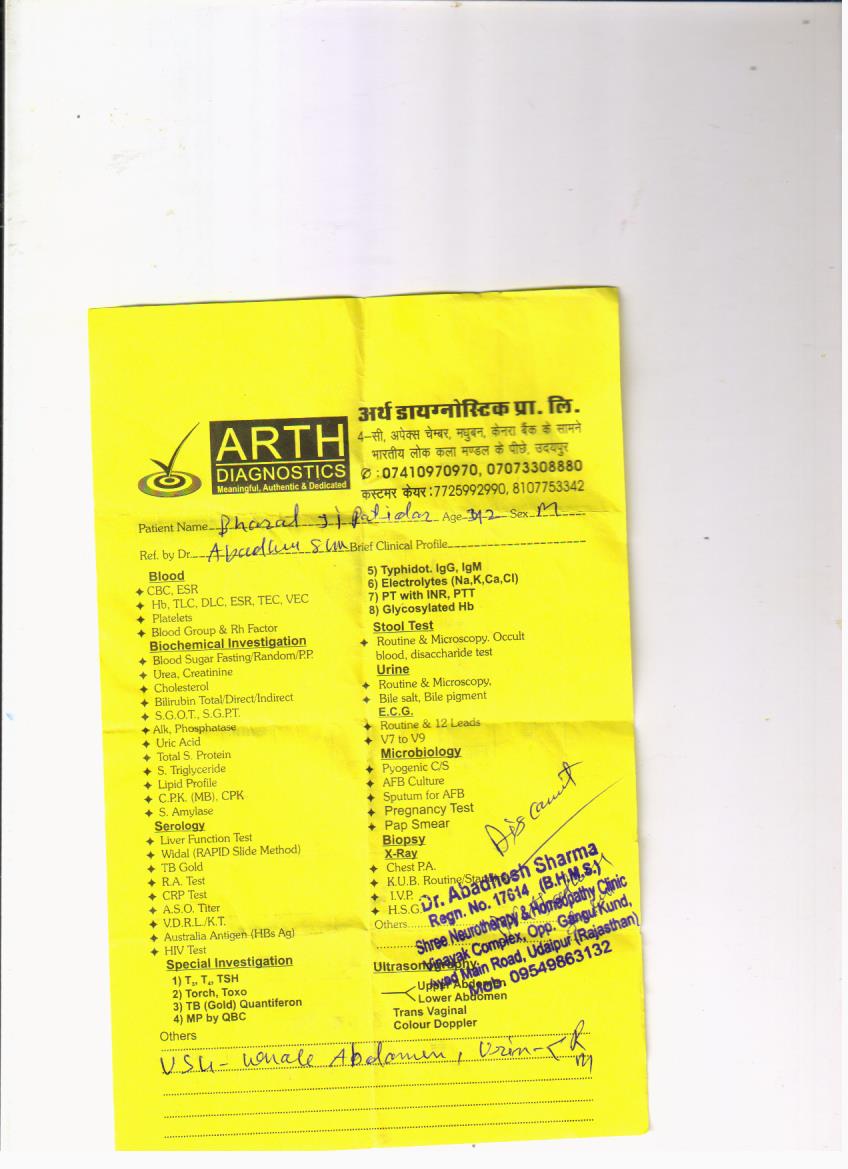 ARTH
DIAGNOSTICS
Meaningful, Authentic & Dedicated
अर्थ डायग्नोस्टिक प्रा. लि.
4-सी, अपेक्स चेम्बर, मधुबन, केनरा बैंक के सामने
भारतीय लोक कला मण्डल के पीछे, उदयपुर
✆ : 07410970970, 07073308880
कस्टमर केयर : 7725992990, 8107753342
Patient Name Bharat Ji Patidar Age Sex M
Ref. by Dr. Brief Clinical Profile
Blood
CBC, ESR
Hb, TLC, DLC, ESR, TEC, VEC
Platelets
Blood Group & Rh Factor
Biochemical Investigation
Blood Sugar Fasting/Random/P.P.
Urea, Creatinine
Cholesterol
Bilirubin Total/Direct/Indirect
S.G.O.T., S.G.P.T.
Alk, Phosphatase
Uric Acid
Total S. Protein
S. Triglyceride
Lipid Profile
C.P.K. (MB), CPK
S. Amylase
Serology
Liver Function Test
Widal (RAPID Slide Method)
TB Gold
R.A. Test
CRP Test
A.S.O. Titer
V.D.R.L./K.T.
Australia Antigen (HBs Ag)
HIV Test
Special Investigation
1) T₃, T₄, TSH
2) Torch, Toxo
3) TB (Gold) Quantiferon
4) MP by QBC
5) Typhidot. IgG, IgM
6) Electrolytes (Na,K,Ca,Cl)
7) PT with INR, PTT
8) Glycosylated Hb
Stool Test
Routine & Microscopy. Occult
blood, disaccharide test
Urine
Routine & Microscopy,
Bile salt, Bile pigment
E.C.G.
Routine & 12 Leads
V7 to V9
Microbiology
Pyogenic C/S
AFB Culture
Sputum for AFB
Pregnancy Test
Pap Smear
Biopsy
X-Ray
Chest P.A.
K.U.B. Routine/
I.V.P.
H.S.G.
Others
Discount
Dr. Abadhosh Sharma
Regn. No. 17614 (B.H.M.S.)
Shree Neurotherapy & Homeopathy Clinic
Vinayak Complex, Opp. Gangu Kund,
Ayad Main Road, Udaipur (Rajasthan)
Mob. 09549863132
Ultrasonography
Upper Abdomen
Lower Abdomen
Trans Vaginal
Colour Doppler
Others
USG - whole Abdomen, Urin - R
M